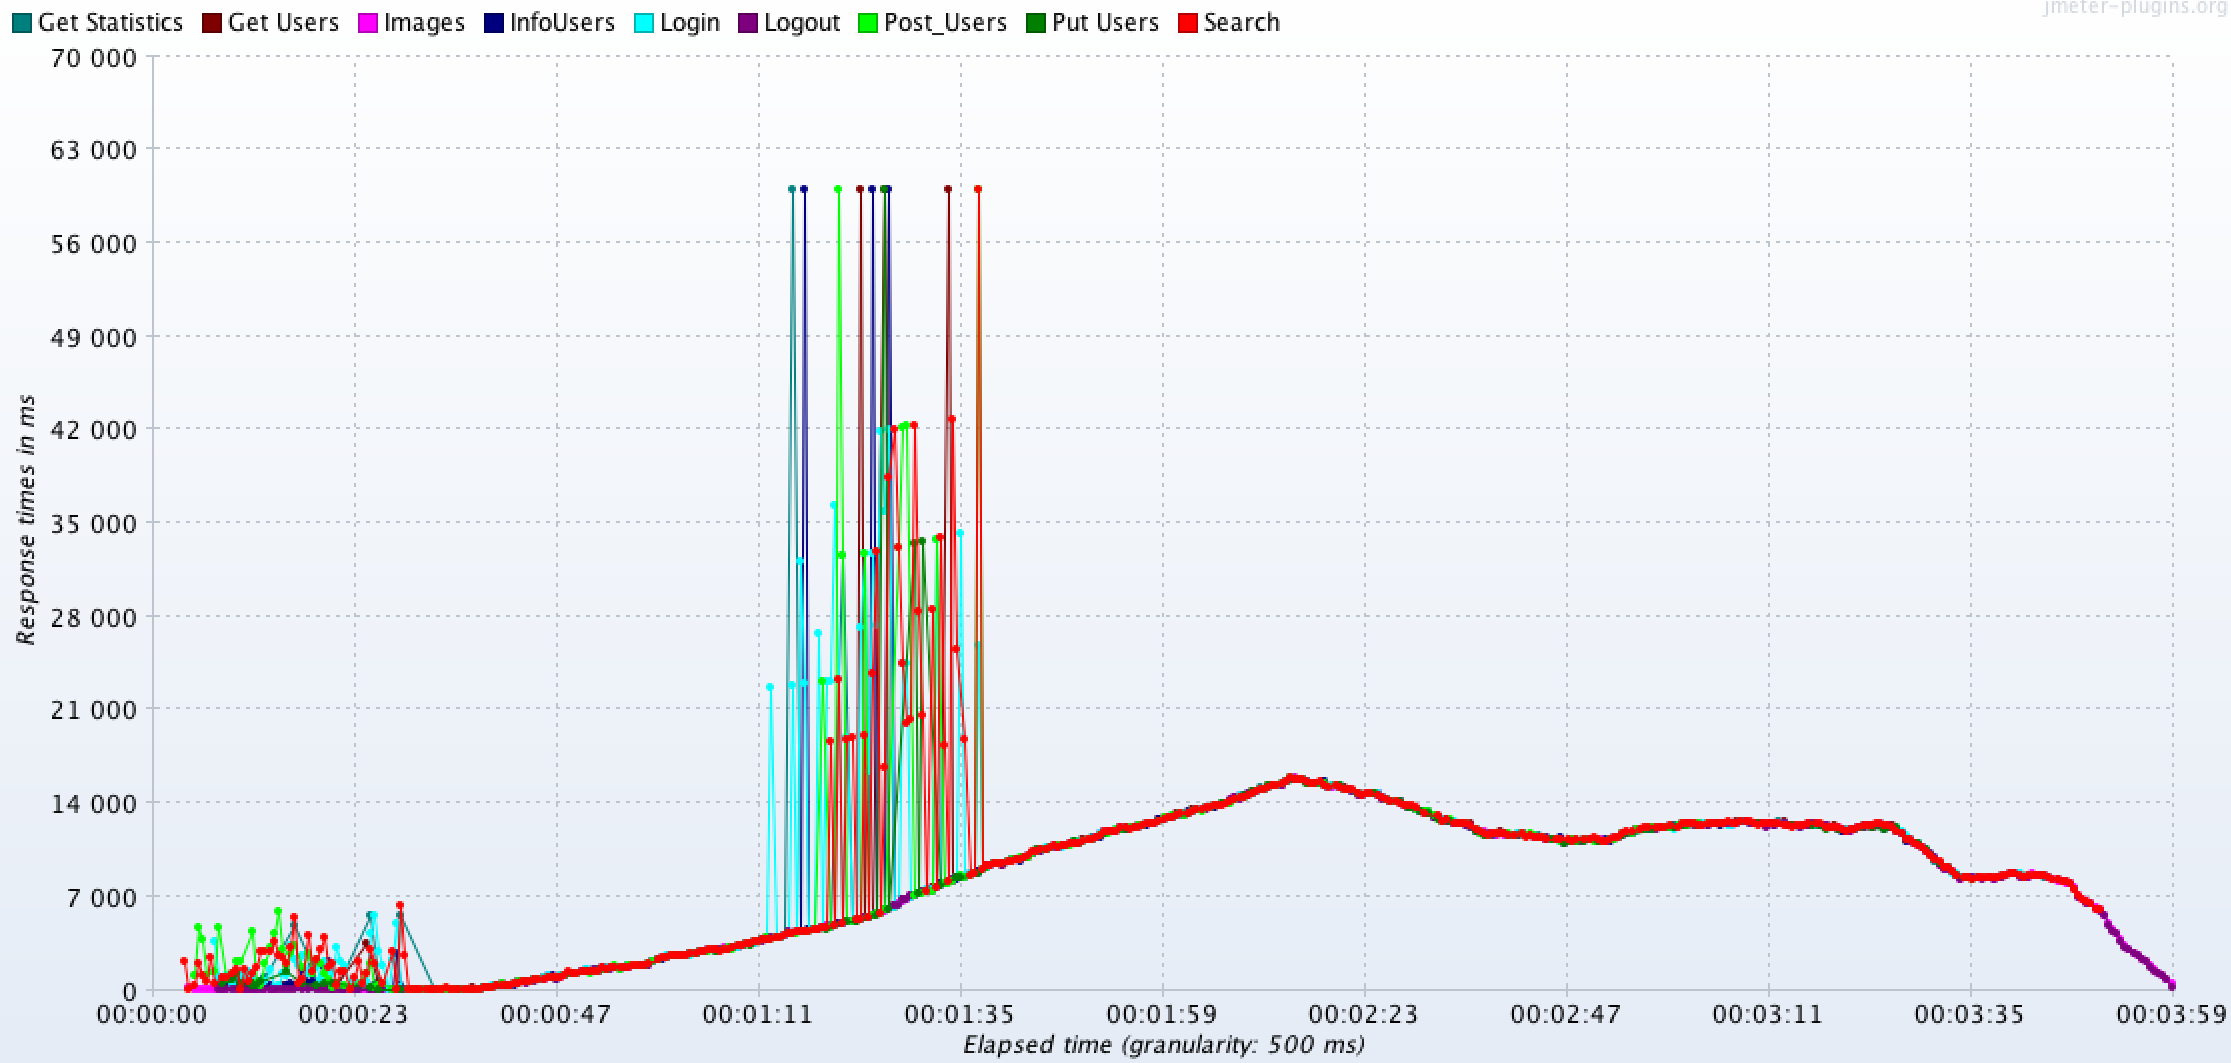 jmeter-plugins.org
Get Statistics Get Users Images InfoUsers Login Logout Post_Users Put Users Search
70 000
63 000
56 000
49 000
42 000
35 000
28 000
21 000
14 000
7 000
0
Response times in ms
00:00:00 00:00:23 00:00:47 00:01:11 00:01:35 00:01:59 00:02:23 00:02:47 00:03:11 00:03:35 00:03:59
Elapsed time (granularity: 500 ms)